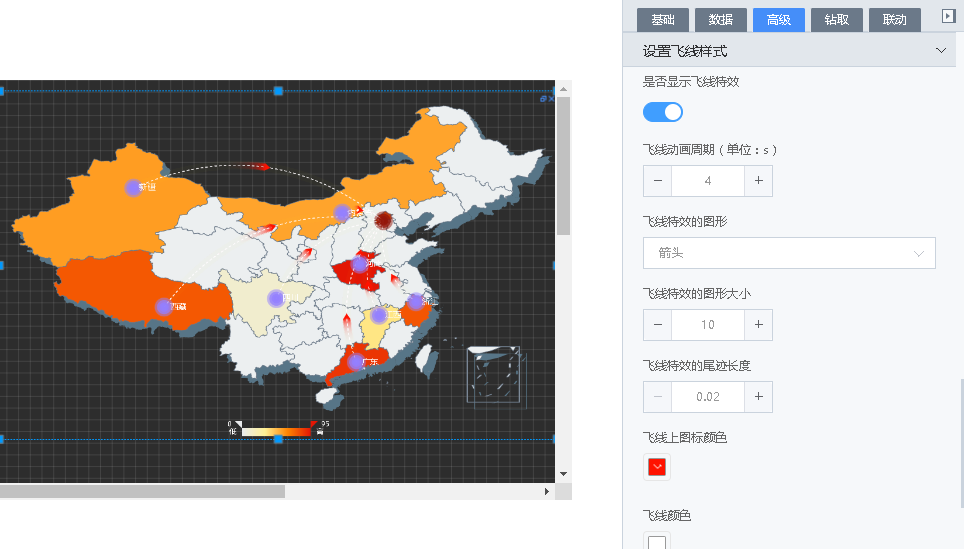 基础 数据 高级 钻取 联动
设置飞线样式
是否显示飞线特效
飞线动画周期（单位：s）
− 4 +
飞线特效的图形
箭头
飞线特效的图形大小
− 10 +
飞线特效的尾迹长度
− 0.02 +
飞线上图标颜色
飞线颜色
新疆
西藏
广东
0 95
低 高